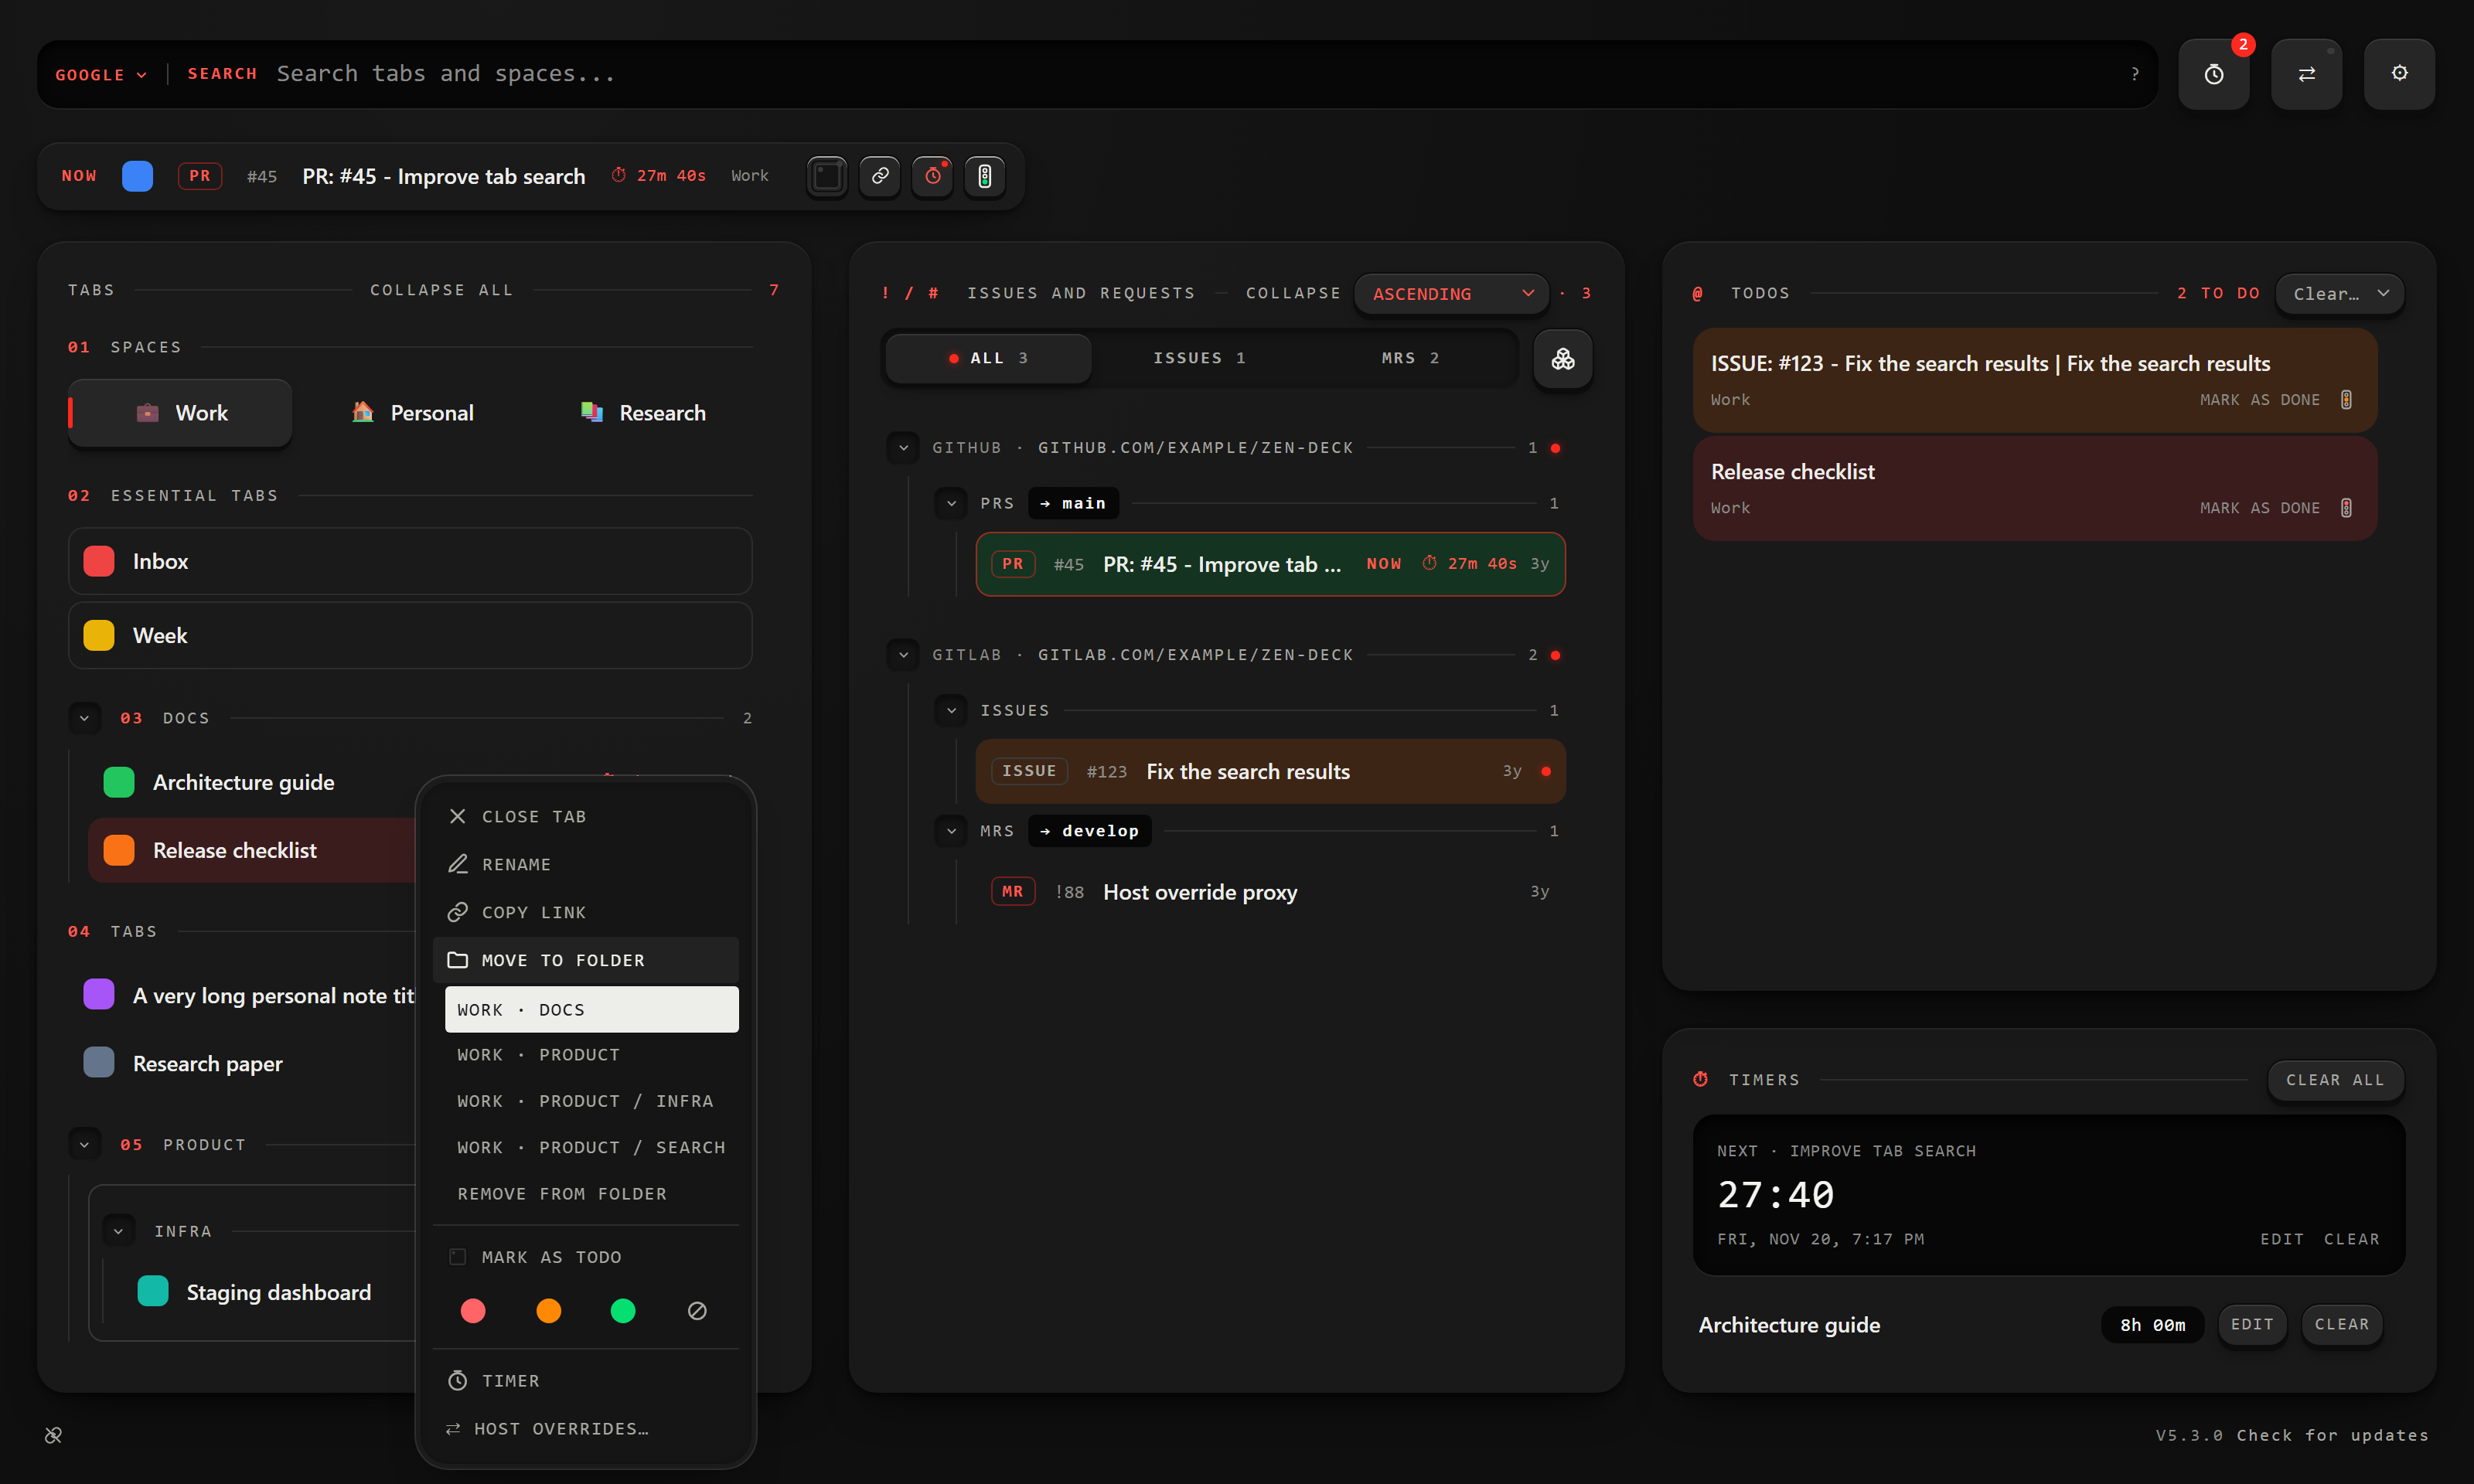 GOOGLE SEARCH Search tabs and spaces... ? 2
NOW PR #45 PR: #45 - Improve tab search 27m 40s Work
TABS COLLAPSE ALL 7
01 SPACES
Work Personal Research
02 ESSENTIAL TABS
Inbox
Week
03 DOCS 2
Architecture guide
Release checklist
04 TABS
A very long personal note tit
Research paper
05 PRODUCT
INFRA
Staging dashboard
CLOSE TAB
RENAME
COPY LINK
MOVE TO FOLDER
WORK · DOCS
WORK · PRODUCT
WORK · PRODUCT / INFRA
WORK · PRODUCT / SEARCH
REMOVE FROM FOLDER
MARK AS TODO
TIMER
HOST OVERRIDES…
! / # ISSUES AND REQUESTS COLLAPSE ASCENDING · 3
ALL 3 ISSUES 1 MRS 2
GITHUB · GITHUB.COM/EXAMPLE/ZEN-DECK 1
PRS → main 1
PR #45 PR: #45 - Improve tab ... NOW 27m 40s 3y
GITLAB · GITLAB.COM/EXAMPLE/ZEN-DECK 2
ISSUES 1
ISSUE #123 Fix the search results 3y
MRS → develop 1
MR !88 Host override proxy 3y
@ TODOS 2 TO DO Clear…
ISSUE: #123 - Fix the search results | Fix the search results
Work MARK AS DONE
Release checklist
Work MARK AS DONE
TIMERS CLEAR ALL
NEXT · IMPROVE TAB SEARCH
27:40
FRI, NOV 20, 7:17 PM EDIT CLEAR
Architecture guide 8h 00m EDIT CLEAR
V5.3.0 Check for updates